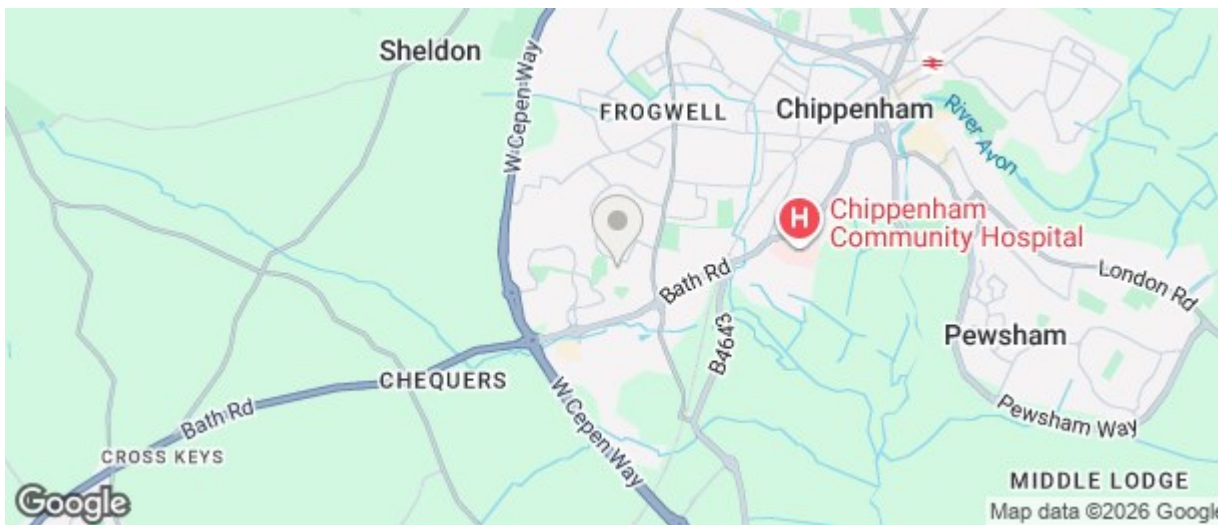 Sheldon
W Cepen Way
FROGWELL
Chippenham
River Avon
H
Chippenham
Community Hospital
Bath Rd
London Rd
B4643
Pewsham
CHEQUERS
W Cepen Way
Bath Rd
Pewsham Way
CROSS KEYS
MIDDLE LODGE
Google
Map data ©2026 Google